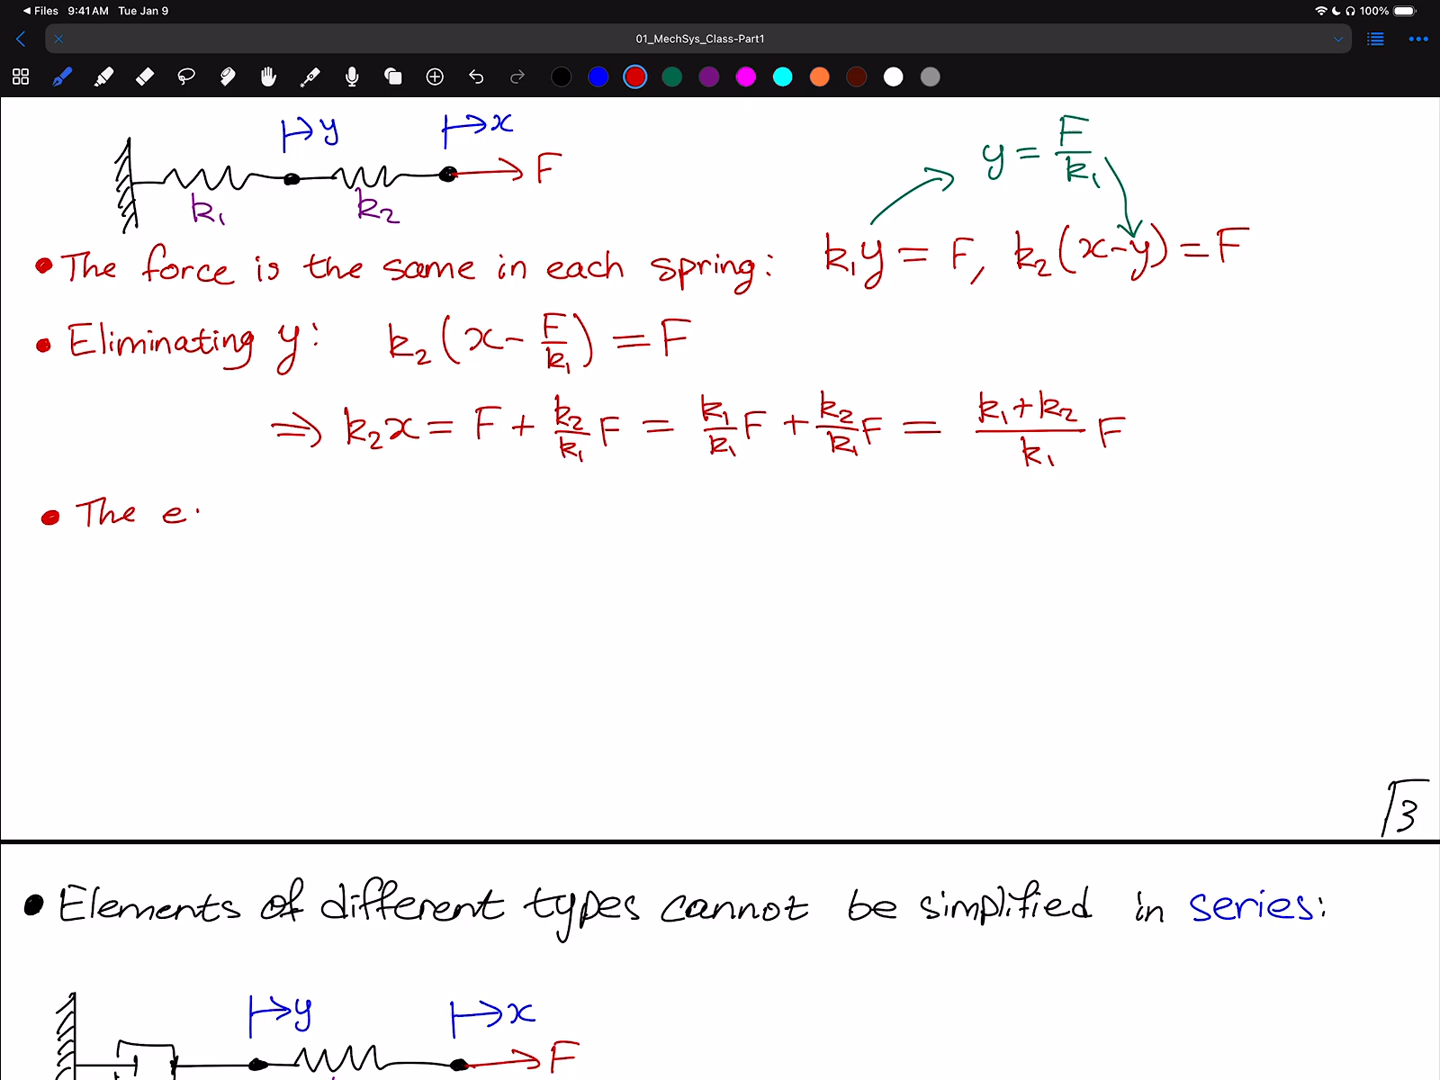 Files 9:41 AM Tue Jan 9 100%
01_MechSys_Class-Part1
y x F
k₁ k₂
y = F/k₁
• The force is the same in each spring: k₁y = F, k₂(x-y) = F
• Eliminating y: k₂(x - F/k₁) = F
⇒ k₂x = F + k₂/k₁ F = k₁/k₁ F + k₂/k₁ F = (k₁+k₂)/k₁ F
• The e
3
• Elements of different types cannot be simplified in series:
y x
F